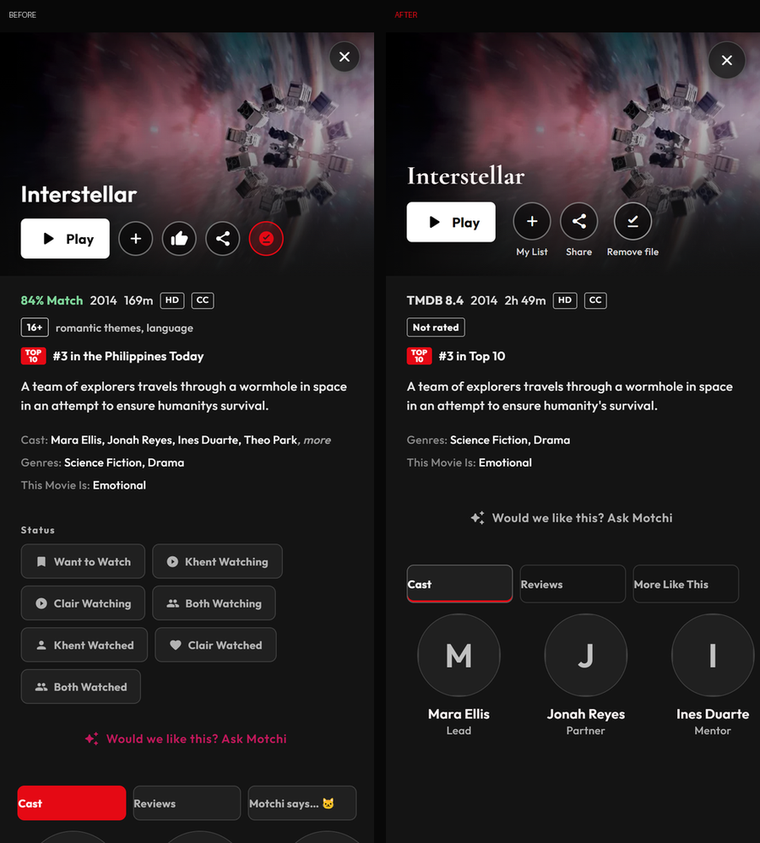 BEFORE
Interstellar
Play
84% Match 2014 169m HD CC
16+ romantic themes, language
TOP 10 #3 in the Philippines Today
A team of explorers travels through a wormhole in space
in an attempt to ensure humanitys survival.
Cast: Mara Ellis, Jonah Reyes, Ines Duarte, Theo Park, more
Genres: Science Fiction, Drama
This Movie Is: Emotional
Status
Want to Watch Khent Watching
Clair Watching Both Watching
Khent Watched Clair Watched
Both Watched
Would we like this? Ask Motchi
Cast Reviews Motchi says... 🐱
AFTER
Interstellar
Play
My List Share Remove file
TMDB 8.4 2014 2h 49m HD CC
Not rated
TOP 10 #3 in Top 10
A team of explorers travels through a wormhole in space
in an attempt to ensure humanity's survival.
Genres: Science Fiction, Drama
This Movie Is: Emotional
Would we like this? Ask Motchi
Cast Reviews More Like This
M J I
Mara Ellis Jonah Reyes Ines Duarte
Lead Partner Mentor